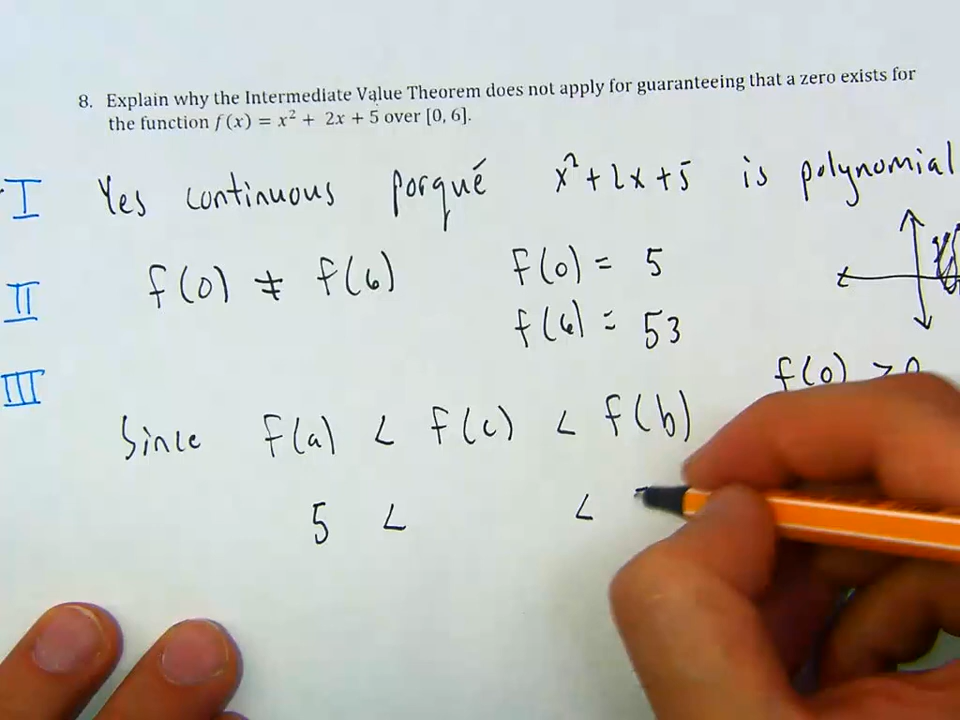 8. Explain why the Intermediate Value Theorem does not apply for guaranteeing that a zero exists for
the function f(x) = x² + 2x + 5 over [0, 6].
I Yes continuous porqué x²+2x+5 is polynomial
II f(0) ≠ f(6) f(0) = 5
f(6) = 53
III
f(0) >
Since f(a) < f(c) < f(b)
5 < <